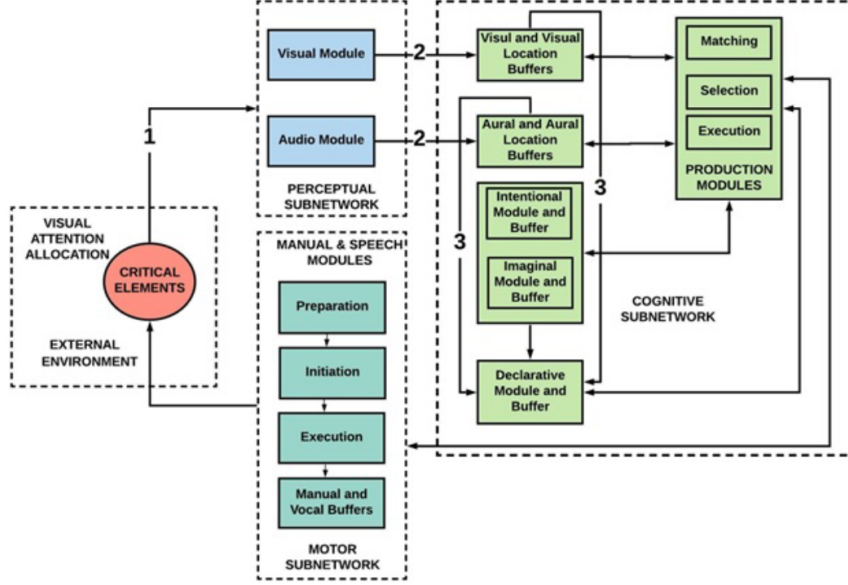 Visual Module
Audio Module
PERCEPTUAL
SUBNETWORK
1
2
2
Visul and Visual
Location
Buffers
Aural and Aural
Location
Buffers
Intentional
Module and
Buffer
Imaginal
Module and
Buffer
Declarative
Module and
Buffer
3
3
Matching
Selection
Execution
PRODUCTION
MODULES
COGNITIVE
SUBNETWORK
VISUAL
ATTENTION
ALLOCATION
CRITICAL
ELEMENTS
EXTERNAL
ENVIRONMENT
MANUAL & SPEECH
MODULES
Preparation
Initiation
Execution
Manual and
Vocal Buffers
MOTOR
SUBNETWORK